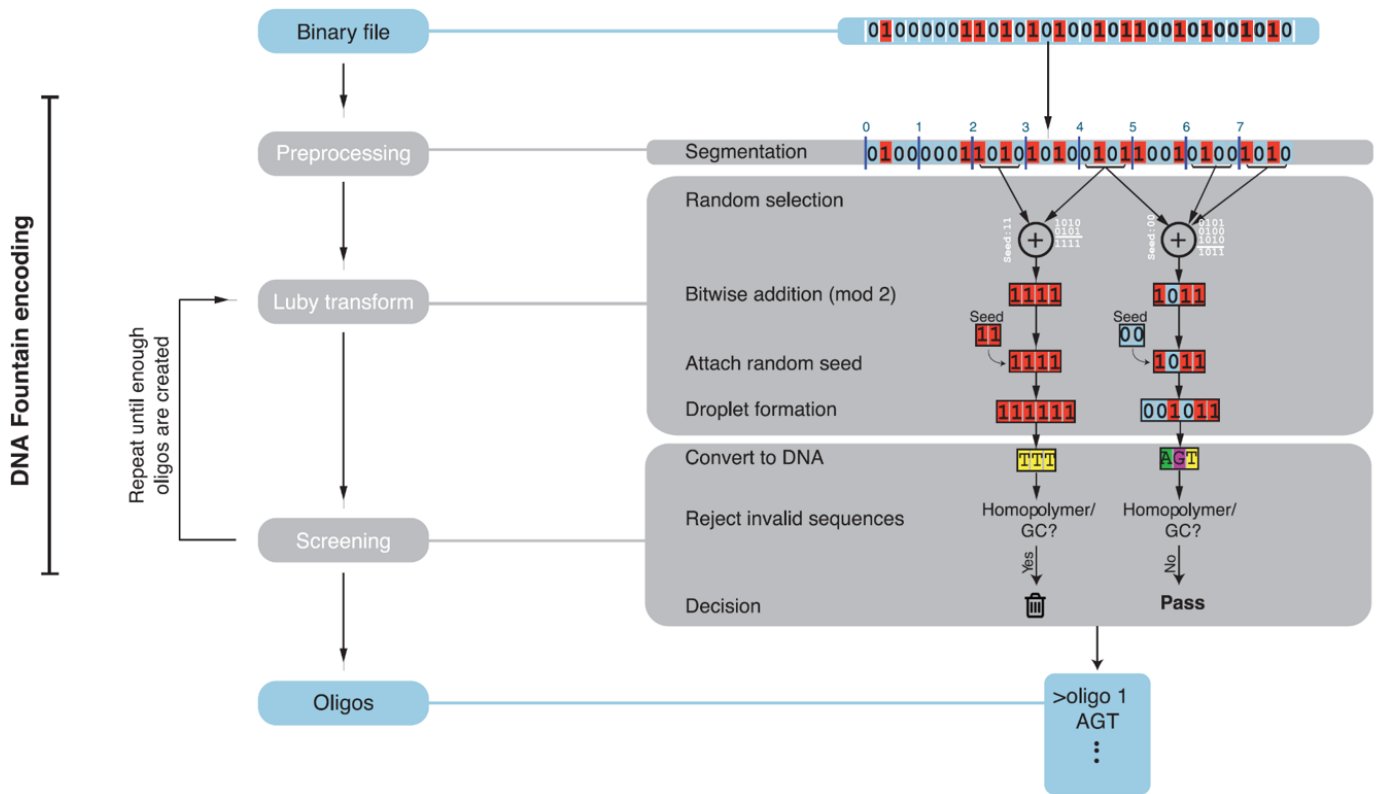 Binary file
01000001101010100101100101001010
DNA Fountain encoding
Repeat until enough
oligos are created
Preprocessing
0 1 2 3 4 5 6 7
Segmentation
01000001101010100101100101001010
Luby transform
Random selection
Seed:11
1010
0101
1111
Seed:00
0101
0100
1010
1011
+ +
Bitwise addition (mod 2)
1111 1011
Seed Seed
11 00
Attach random seed
1111 1011
Droplet formation
111111 001011
Screening
Convert to DNA
TTT AGT
Reject invalid sequences
Homopolymer/
GC?
Homopolymer/
GC?
Yes No
Decision
Pass
Oligos
>oligo 1
AGT